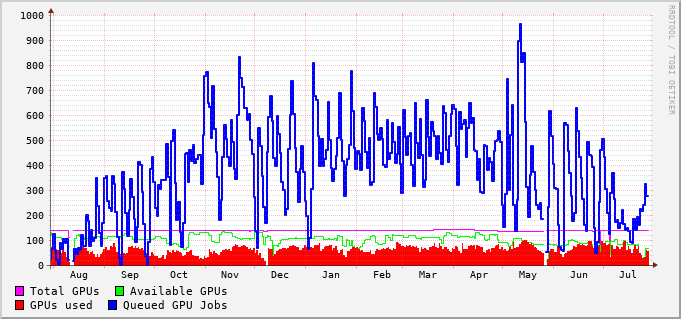 1000
900
800
700
600
500
400
300
200
100
0
Aug Sep Oct Nov Dec Jan Feb Mar Apr May Jun Jul
Total GPUs Available GPUs
GPUs used Queued GPU Jobs
RRDTOOL / TOBI OETIKER